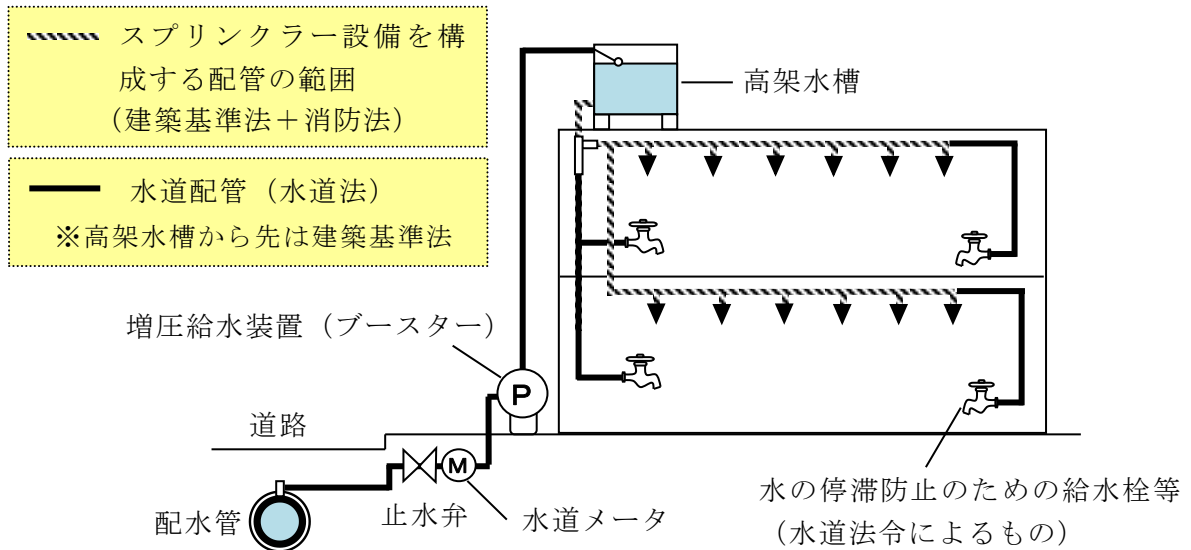 スプリンクラー設備を構
成する配管の範囲
（建築基準法＋消防法）
水道配管（水道法）
※高架水槽から先は建築基準法
高架水槽
増圧給水装置（ブースター）
P
道路
M
配水管
止水弁
水道メータ
水の停滞防止のための給水栓等
（水道法令によるもの）